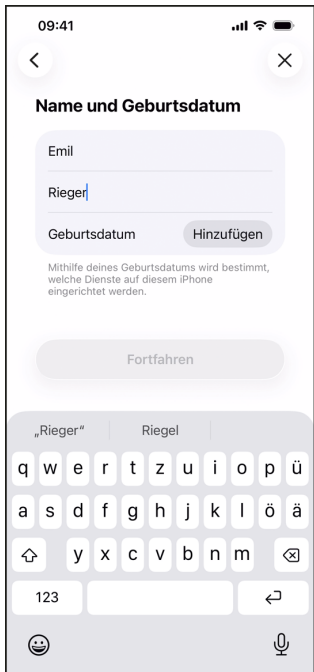 09:41
Name und Geburtsdatum
Emil
Rieger
Geburtsdatum Hinzufügen
Mithilfe deines Geburtsdatums wird bestimmt,
welche Dienste auf diesem iPhone
eingerichtet werden.
Fortfahren
„Rieger“ Riegel
q w e r t z u i o p ü
a s d f g h j k l ö ä
y x c v b n m
123